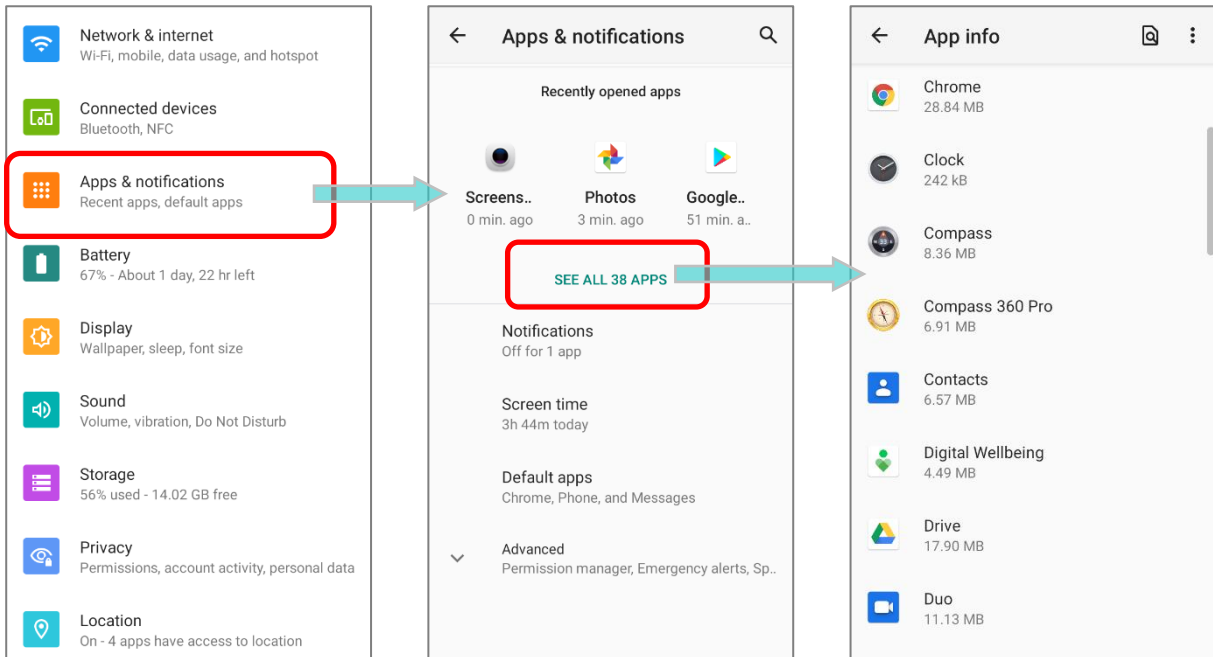 Network & internet
Wi-Fi, mobile, data usage, and hotspot
Connected devices
Bluetooth, NFC
Apps & notifications
Recent apps, default apps
Battery
67% - About 1 day, 22 hr left
Display
Wallpaper, sleep, font size
Sound
Volume, vibration, Do Not Disturb
Storage
56% used - 14.02 GB free
Privacy
Permissions, account activity, personal data
Location
On - 4 apps have access to location
Apps & notifications
Recently opened apps
Screens.. Photos Google..
0 min. ago 3 min. ago 51 min. a..
SEE ALL 38 APPS
Notifications
Off for 1 app
Screen time
3h 44m today
Default apps
Chrome, Phone, and Messages
Advanced
Permission manager, Emergency alerts, Sp..
App info
Chrome
28.84 MB
Clock
242 kB
Compass
8.36 MB
Compass 360 Pro
6.91 MB
Contacts
6.57 MB
Digital Wellbeing
4.49 MB
Drive
17.90 MB
Duo
11.13 MB